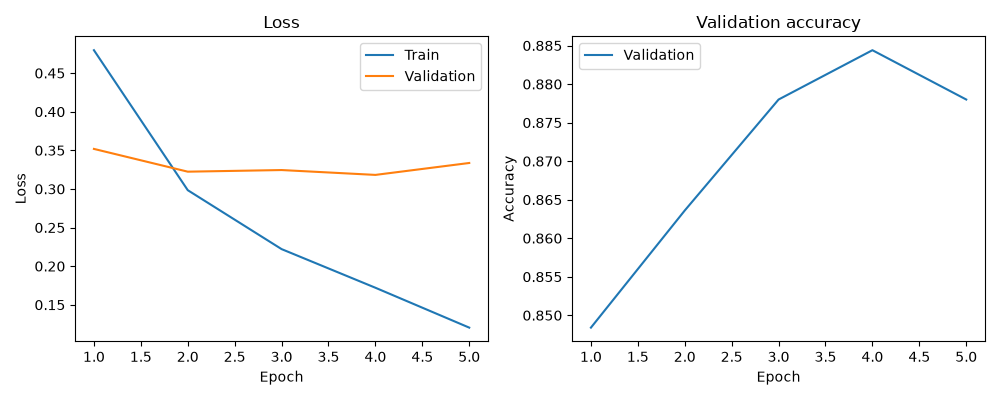 Loss
Train
Validation
0.45
0.40
0.35
0.30
0.25
0.20
0.15
Loss
1.0 1.5 2.0 2.5 3.0 3.5 4.0 4.5 5.0
Epoch
Validation accuracy
Validation
0.885
0.880
0.875
0.870
0.865
0.860
0.855
0.850
Accuracy
1.0 1.5 2.0 2.5 3.0 3.5 4.0 4.5 5.0
Epoch